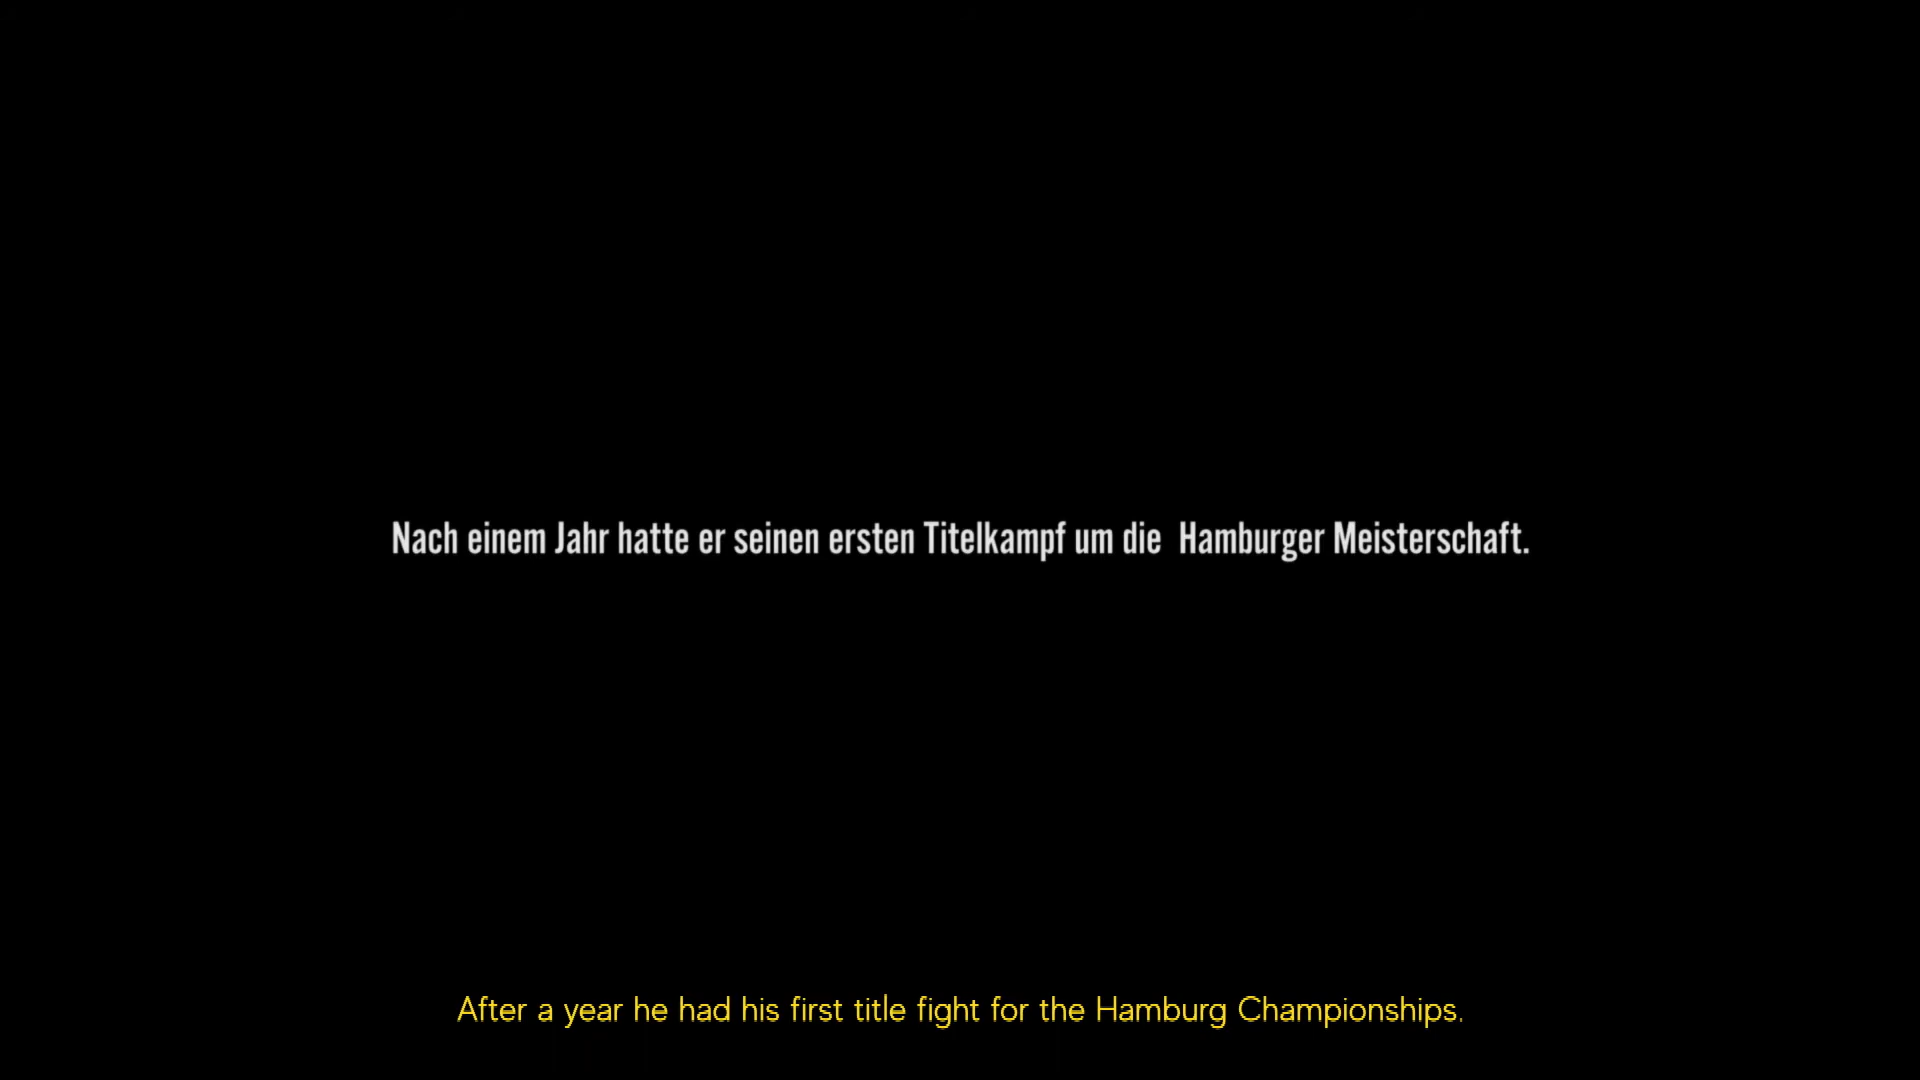 Nach einem Jahr hatte er seinen ersten Titelkampf um die  Hamburger Meisterschaft.
After a year he had his first title fight for the Hamburg Championships.